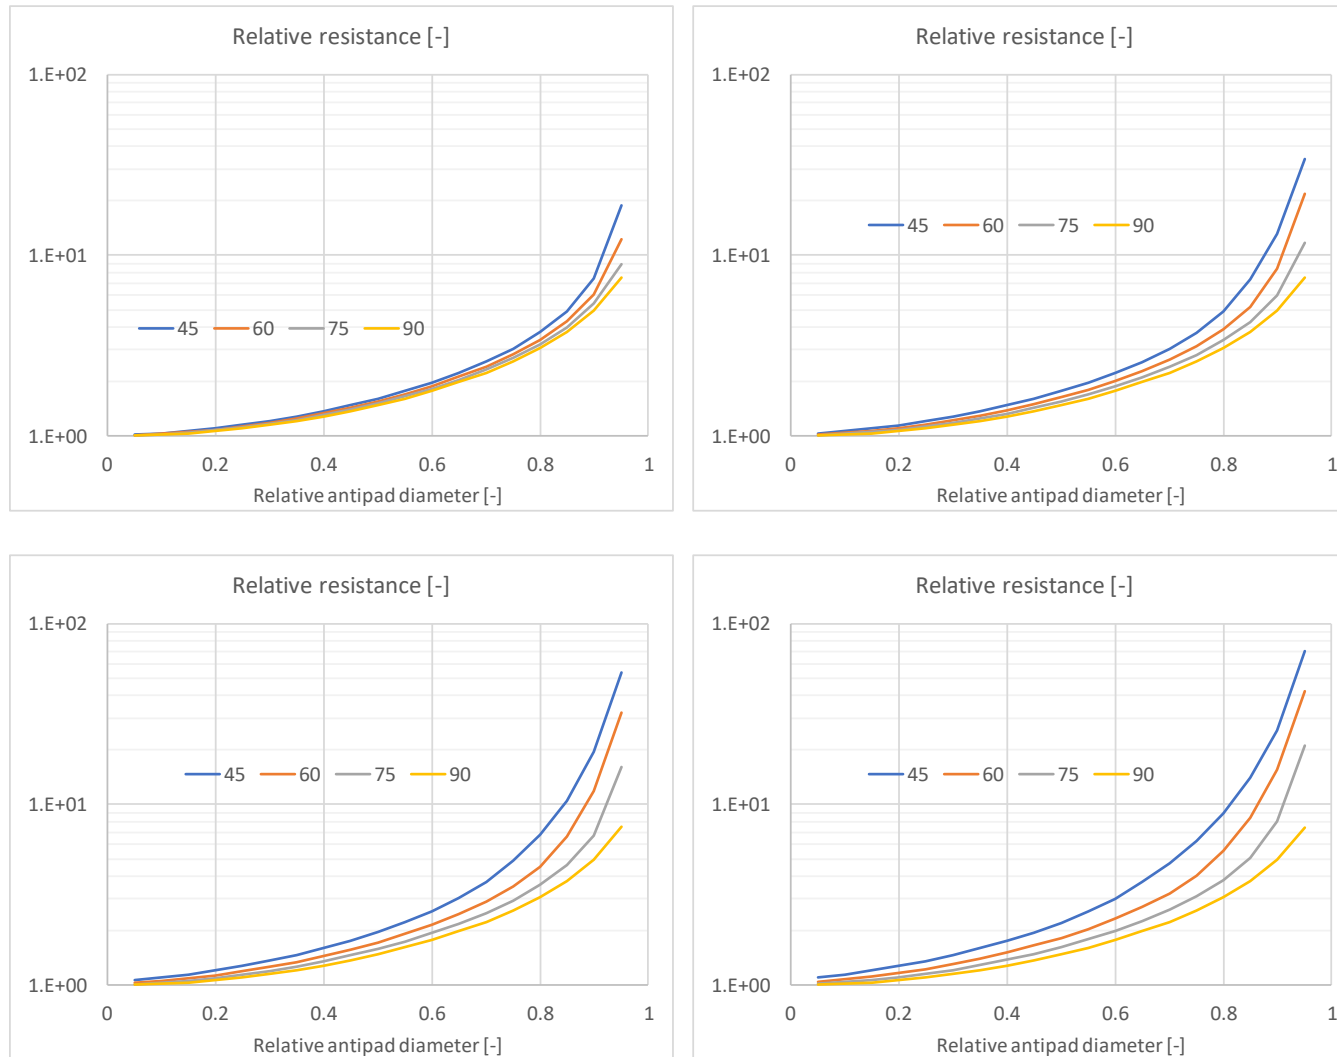 Relative resistance [-]
1.E+02
1.E+01
45 60 75 90
1.E+00
0 0.2 0.4 0.6 0.8 1
Relative antipad diameter [-]
Relative resistance [-]
1.E+02
45 60 75 90
1.E+01
1.E+00
0 0.2 0.4 0.6 0.8 1
Relative antipad diameter [-]
Relative resistance [-]
1.E+02
45 60 75 90
1.E+01
1.E+00
0 0.2 0.4 0.6 0.8 1
Relative antipad diameter [-]
Relative resistance [-]
1.E+02
45 60 75 90
1.E+01
1.E+00
0 0.2 0.4 0.6 0.8 1
Relative antipad diameter [-]